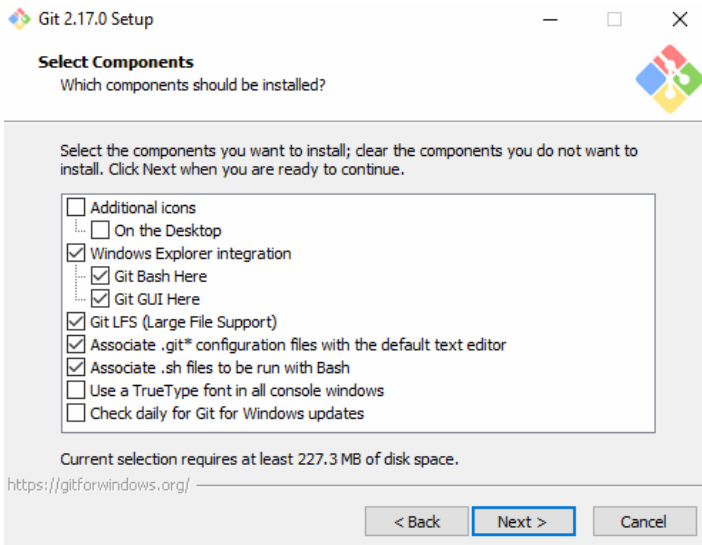 Git 2.17.0 Setup
Select Components
Which components should be installed?
Select the components you want to install; clear the components you do not want to
install. Click Next when you are ready to continue.
Additional icons
On the Desktop
Windows Explorer integration
Git Bash Here
Git GUI Here
Git LFS (Large File Support)
Associate .git* configuration files with the default text editor
Associate .sh files to be run with Bash
Use a TrueType font in all console windows
Check daily for Git for Windows updates
Current selection requires at least 227.3 MB of disk space.
https://gitforwindows.org/
< Back Next > Cancel